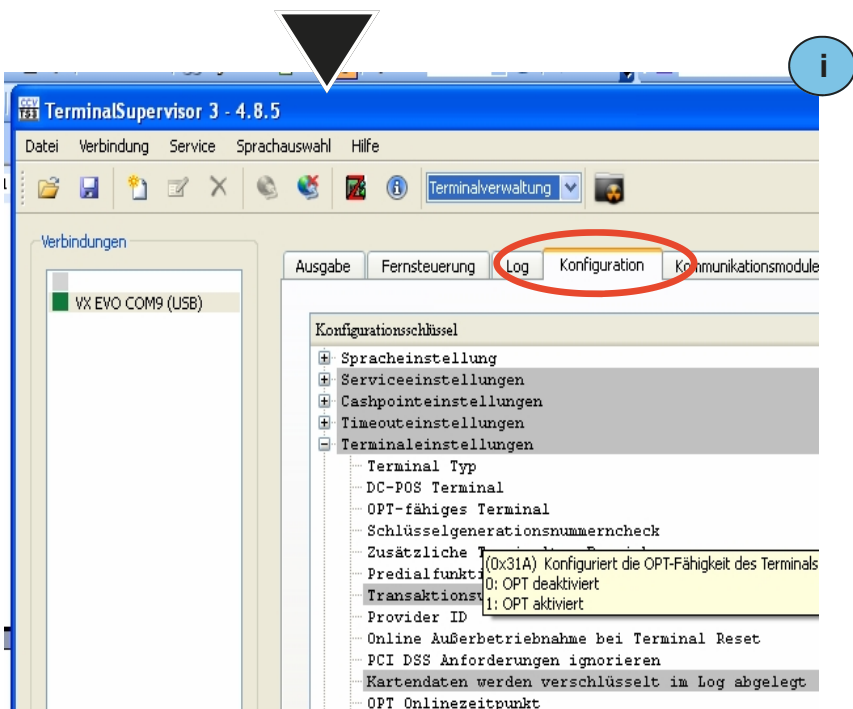 i
CCV
TS3 TerminalSupervisor 3 - 4.8.5
Datei Verbindung Service Sprachauswahl Hilfe
Terminalverwaltung
Verbindungen
VX EVO COM9 (USB)
Ausgabe Fernsteuerung Log Konfiguration Kommunikationsmodule
Konfigurationsschlüssel
Spracheinstellung
Serviceeinstellungen
Cashpointeinstellungen
Timeouteinstellungen
Terminaleinstellungen
Terminal Typ
DC-POS Terminal
OPT-fähiges Terminal
Schlüsselgenerationsnummerncheck
Zusätzliche
(0x31A) Konfiguriert die OPT-Fähigkeit des Terminals
0: OPT deaktiviert
1: OPT aktiviert
Predialfunkti
Transaktionsv
Provider ID
Online Außerbetriebnahme bei Terminal Reset
PCI DSS Anforderungen ignorieren
Kartendaten werden verschlüsselt im Log abgelegt
OPT Onlinezeitpunkt